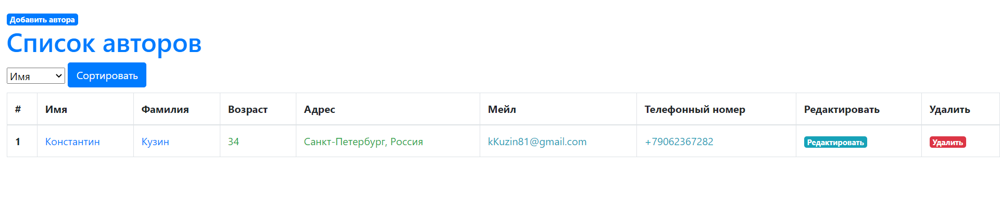 Добавить автора
Список авторов
Имя Сортировать
# Имя Фамилия Возраст Адрес Мейл Телефонный номер Редактировать Удалить
1 Константин Кузин 34 Санкт-Петербург, Россия kKuzin81@gmail.com +79062367282 Редактировать Удалить